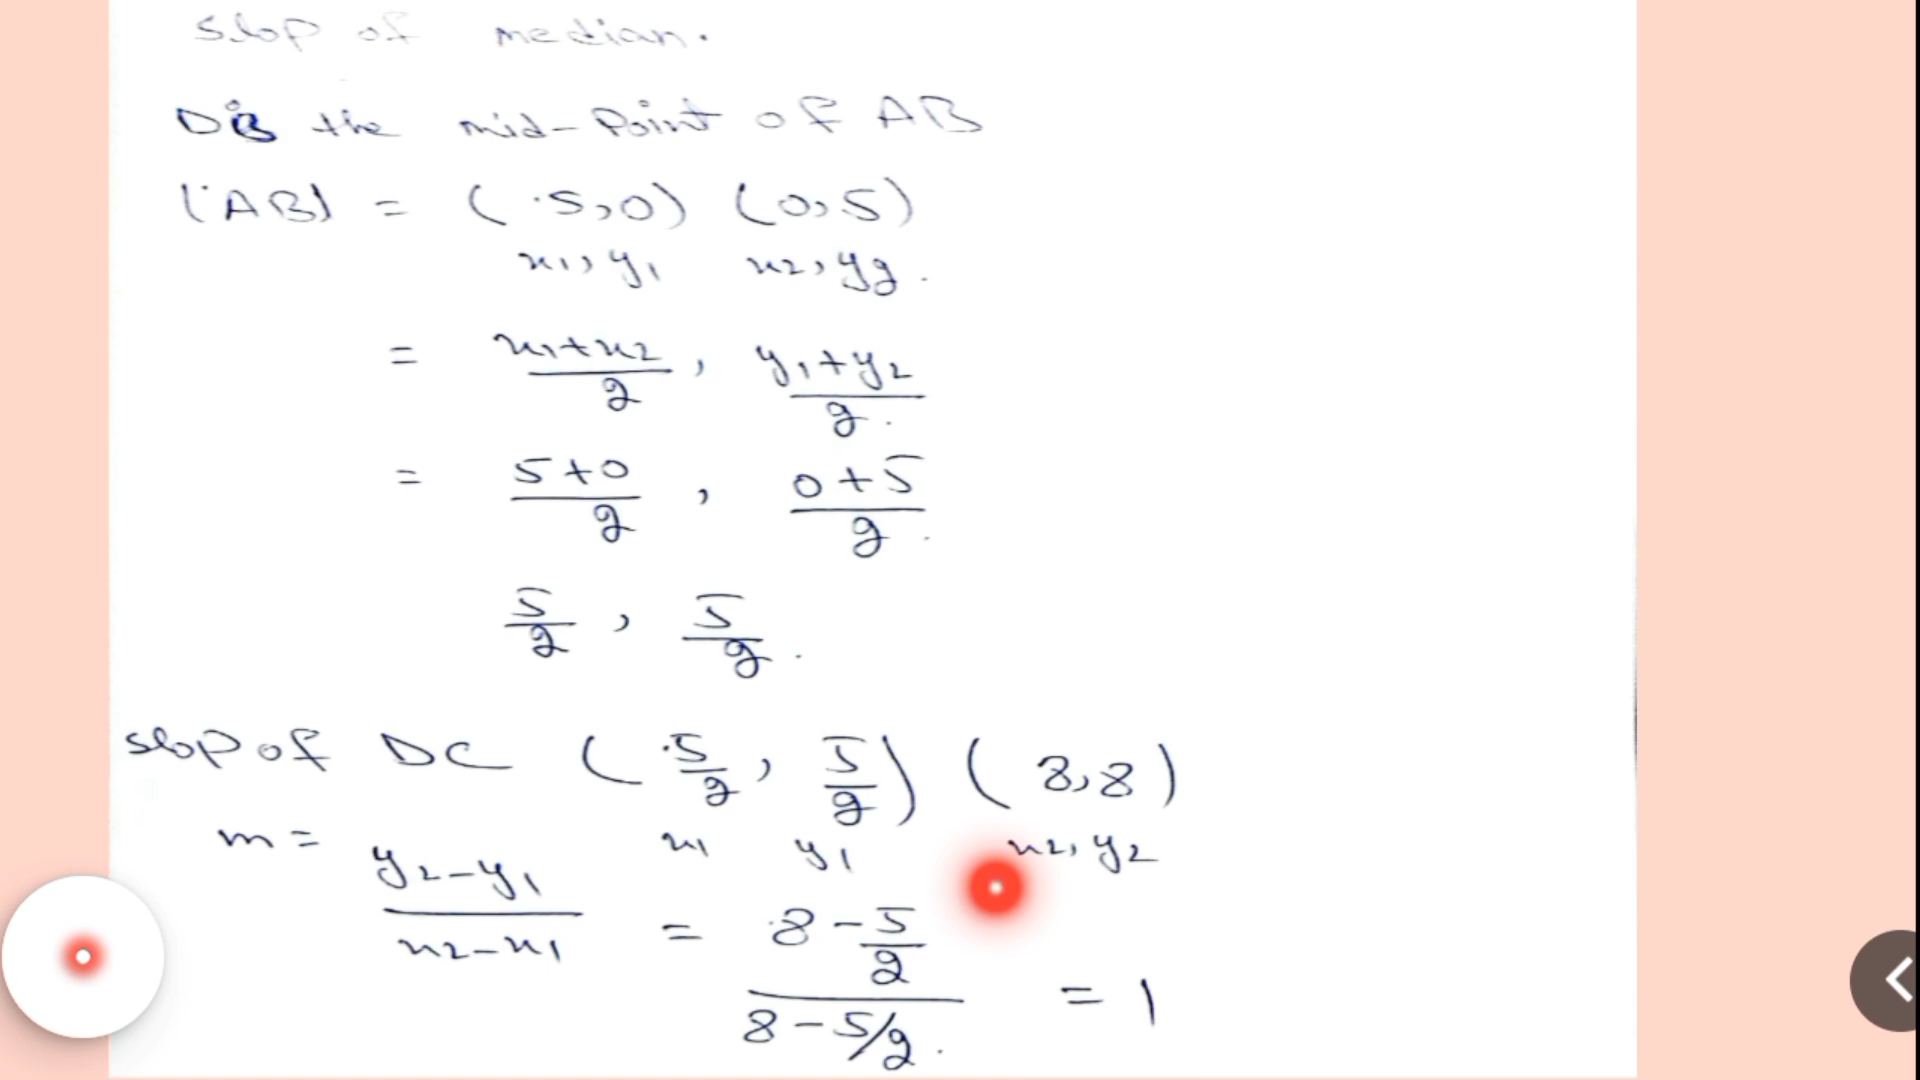 slop of median.
D is the mid-Point of AB
(AB) = (5,0) (0,5)
x1, y1 x2, y2.
= x1+x2/2, y1+y2/2.
= 5+0/2, 0+5/2.
5/2, 5/2.
slop of DC (5/2, 5/2) (8,8)
x1 y1 x2, y2
m = y2-y1/x2-x1 = 8-5/2/8-5/2. = 1